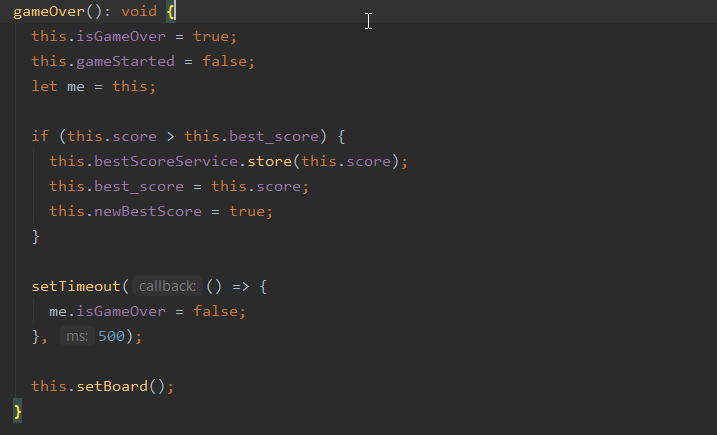 gameOver(): void {
this.isGameOver = true;
this.gameStarted = false;
let me = this;
if (this.score > this.best_score) {
this.bestScoreService.store(this.score);
this.best_score = this.score;
this.newBestScore = true;
}
setTimeout( callback: () => {
me.isGameOver = false;
}, ms: 500);
this.setBoard();
}